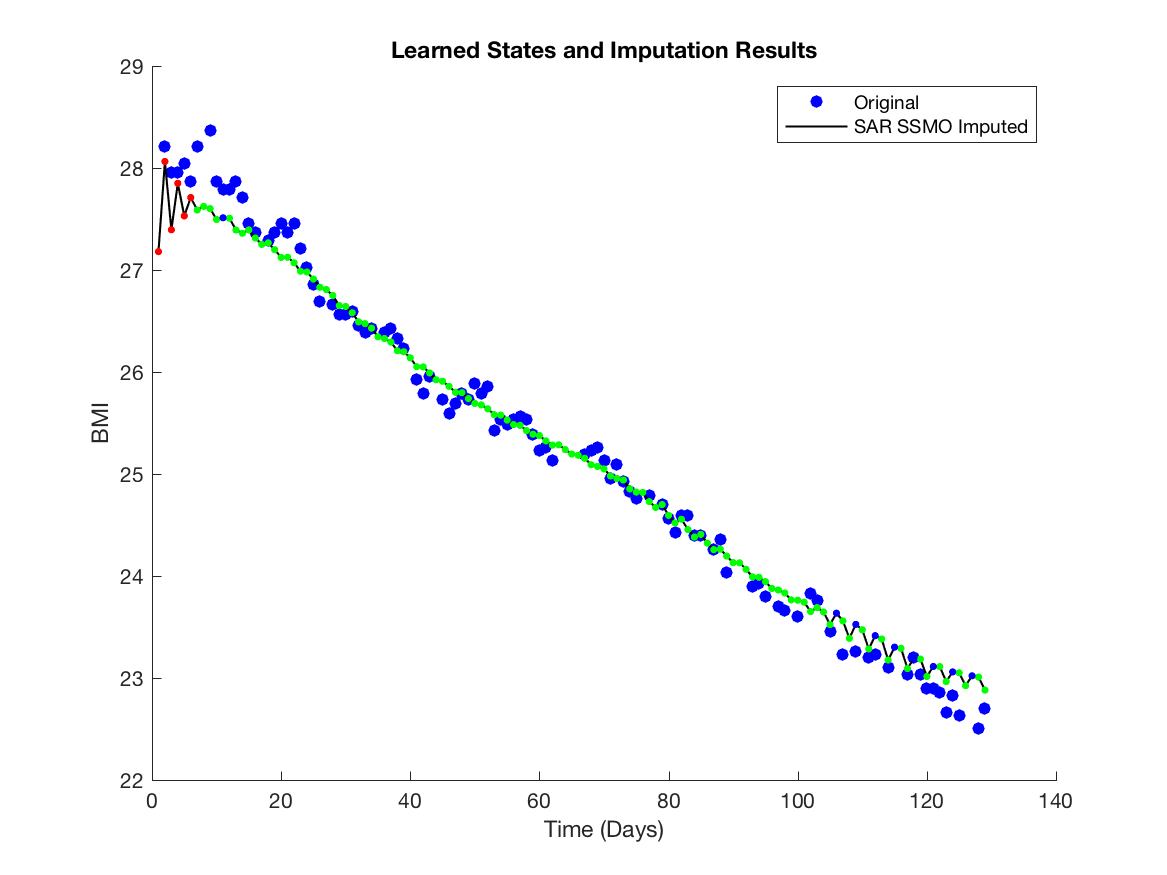 Learned States and Imputation Results
Original
SAR SSMO Imputed
BMI
29
28
27
26
25
24
23
22
0 20 40 60 80 100 120 140
Time (Days)